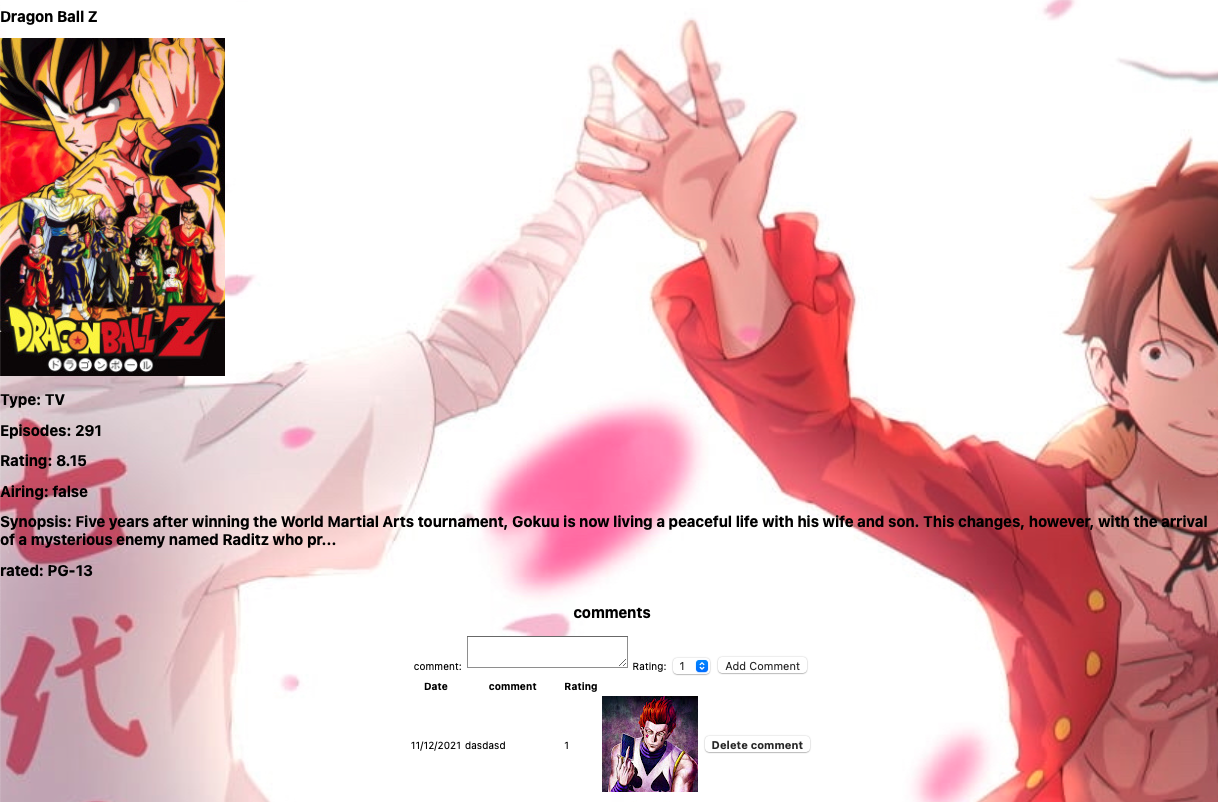 Dragon Ball Z
DRAGON BALL Z
ドラゴンボール
Type: TV
Episodes: 291
Rating: 8.15
Airing: false
Synopsis: Five years after winning the World Martial Arts tournament, Gokuu is now living a peaceful life with his wife and son. This changes, however, with the arrival
of a mysterious enemy named Raditz who pr...
rated: PG-13
七
代
comments
comment: Rating: 1 Add Comment
Date comment Rating
11/12/2021 dasdasd 1 Delete comment